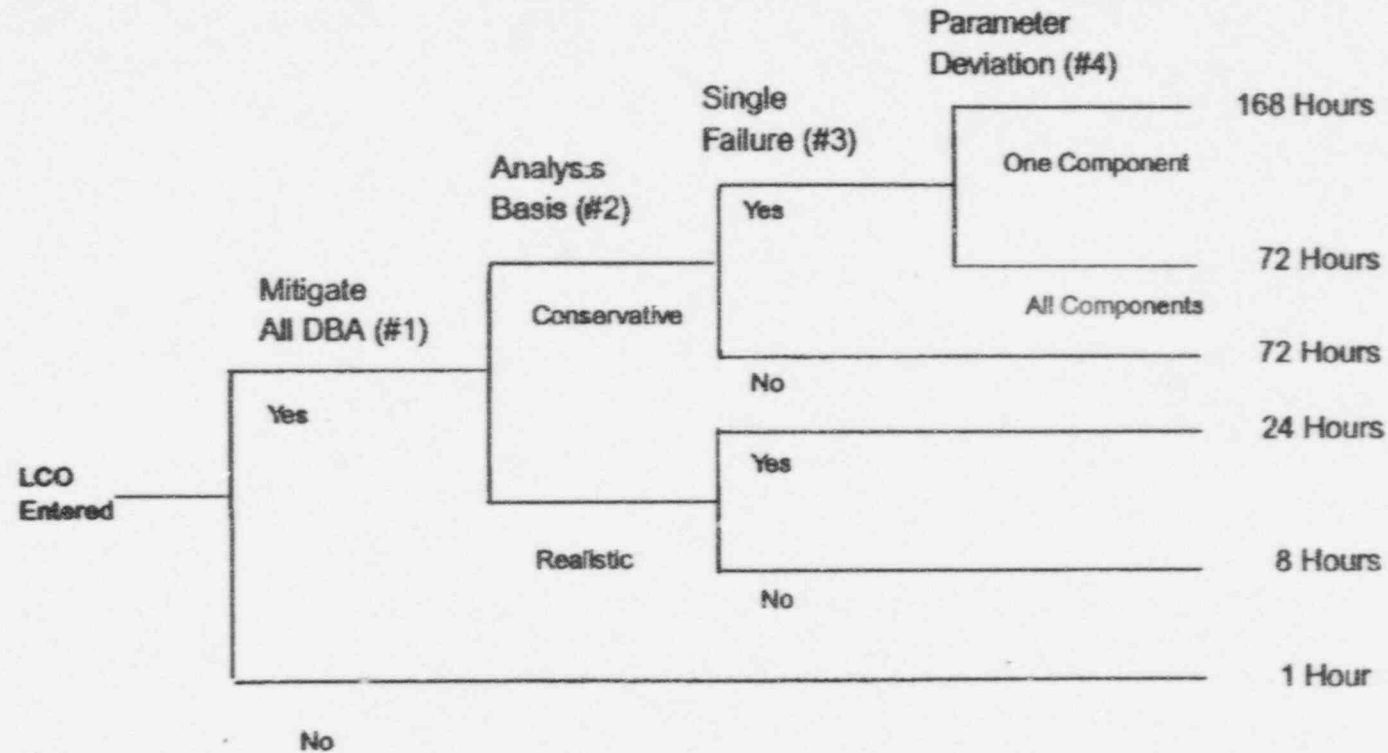 Parameter
Deviation (#4)
168 Hours
Single
Failure (#3)
One Component
Analys:s
Basis (#2)
Yes
72 Hours
Mitigate
All DBA (#1)
Conservative
All Components
72 Hours
No
Yes
24 Hours
Yes
LCO
Entered
Realistic
8 Hours
No
1 Hour
No